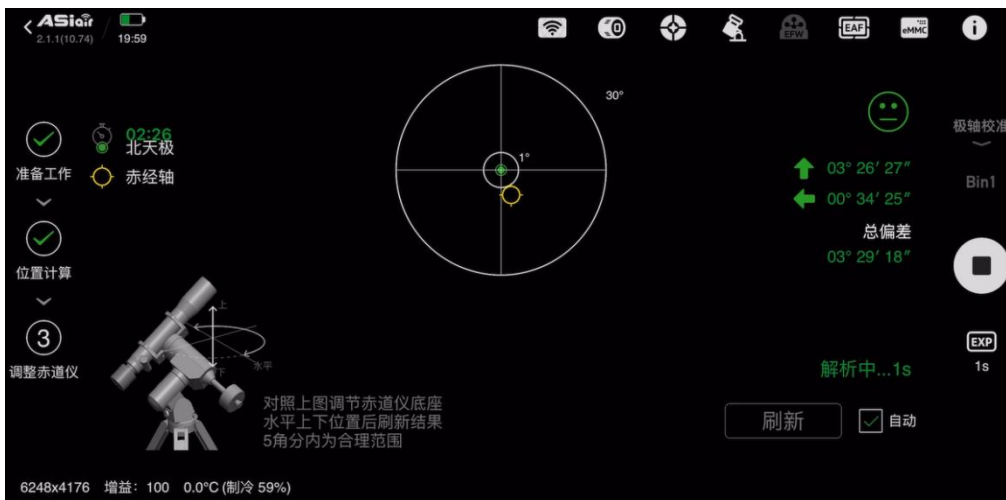 ASiair
2.1.1(10.74)
19:59
EFW
EAF
eMMC
30°
1°
02:26
北天极
赤经轴
准备工作
位置计算
3
调整赤道仪
上
水平
下
对照上图调节赤道仪底座
水平上下位置后刷新结果
5角分内为合理范围
03° 26′ 27″
00° 34′ 25″
总偏差
03° 29′ 18″
解析中...1s
刷新
自动
极轴校准
Bin1
EXP
1s
6248x4176 增益：100 0.0°C (制冷 59%)